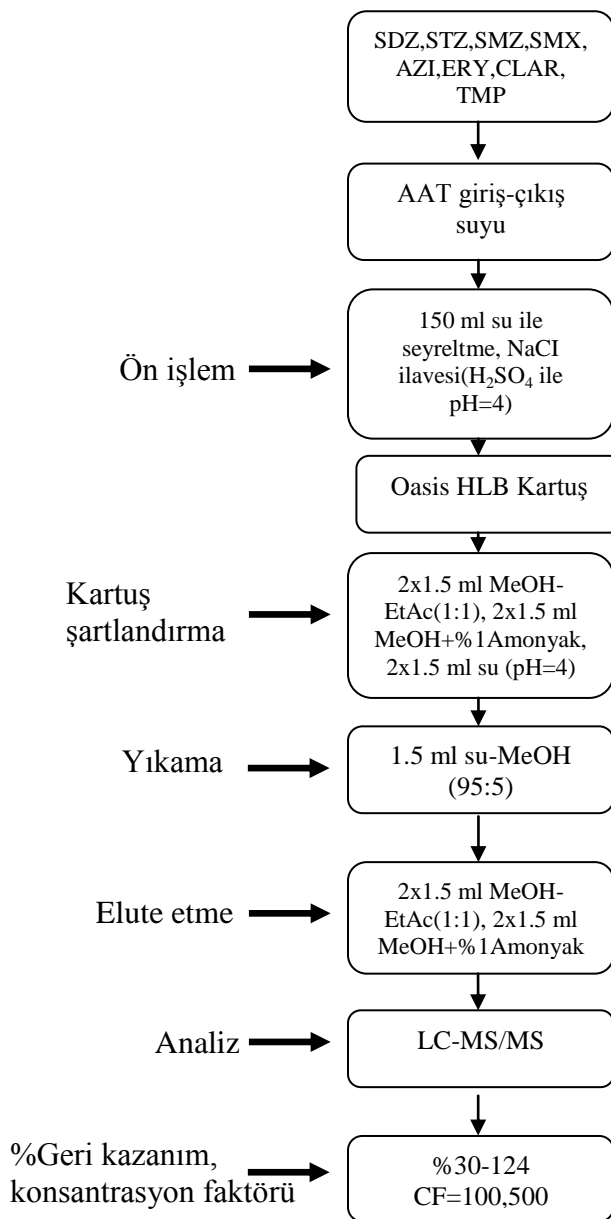 SDZ,STZ,SMZ,SMX,
AZI,ERY,CLAR,
TMP
AAT giriş-çıkış
suyu
Ön işlem
150 ml su ile
seyreltme, NaCI
ilavesi(H₂SO₄ ile
pH=4)
Oasis HLB Kartuş
Kartuş
şartlandırma
2x1.5 ml MeOH-
EtAc(1:1), 2x1.5 ml
MeOH+%1Amonyak,
2x1.5 ml su (pH=4)
Yıkama
1.5 ml su-MeOH
(95:5)
Elute etme
2x1.5 ml MeOH-
EtAc(1:1), 2x1.5 ml
MeOH+%1Amonyak
Analiz
LC-MS/MS
%Geri kazanım,
konsantrasyon faktörü
%30-124
CF=100,500